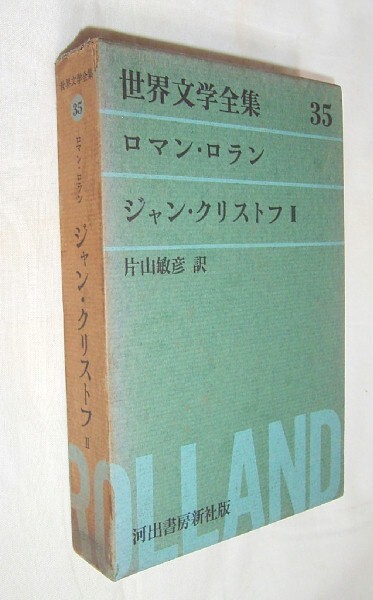 世界文学全集 35
ロマン・ロラン
ジャン・クリストフ II
片山敏彦 訳
ROLLAND
河出書房新社版
世界文学全集
35
ロマン・ロラン
ジャン・クリストフ II